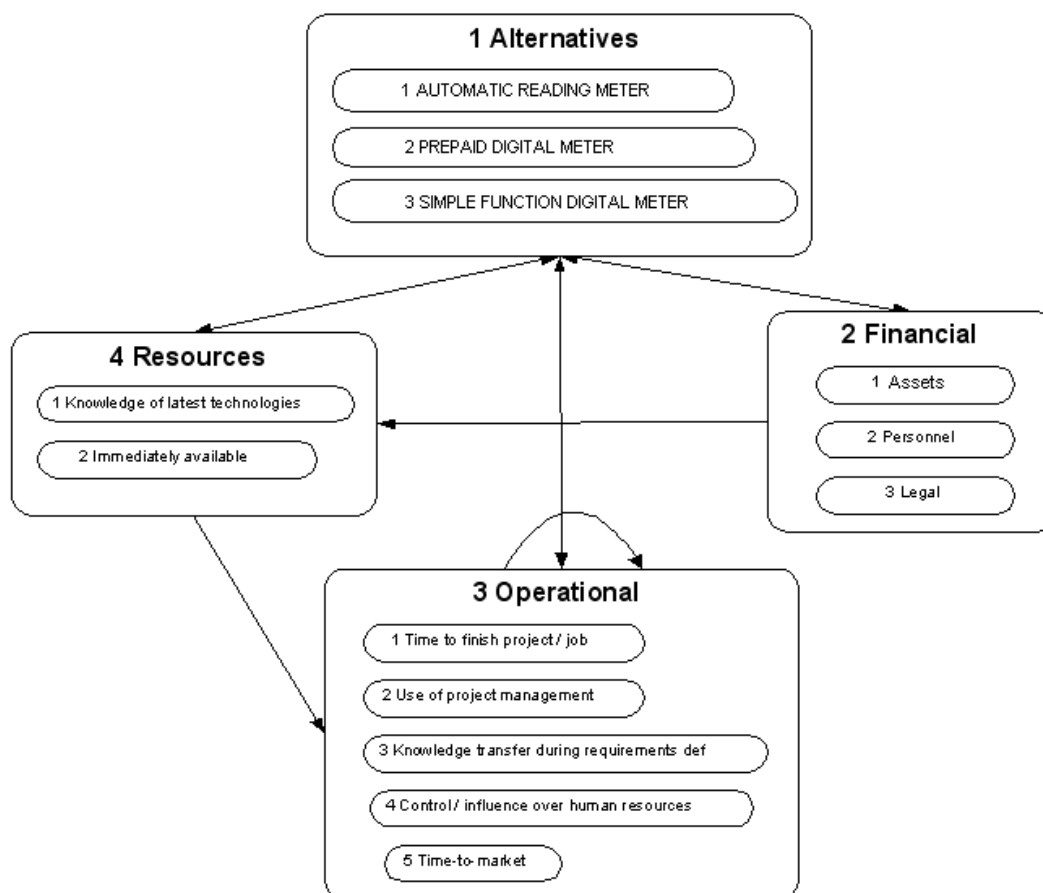 1 Alternatives
1 AUTOMATIC READING METER
2 PREPAID DIGITAL METER
3 SIMPLE FUNCTION DIGITAL METER
4 Resources
1 Knowledge of latest technologies
2 Immediately available
2 Financial
1 Assets
2 Personnel
3 Legal
3 Operational
1 Time to finish project / job
2 Use of project management
3 Knowledge transfer during requirements def
4 Control / influence over human resources
5 Time-to-market